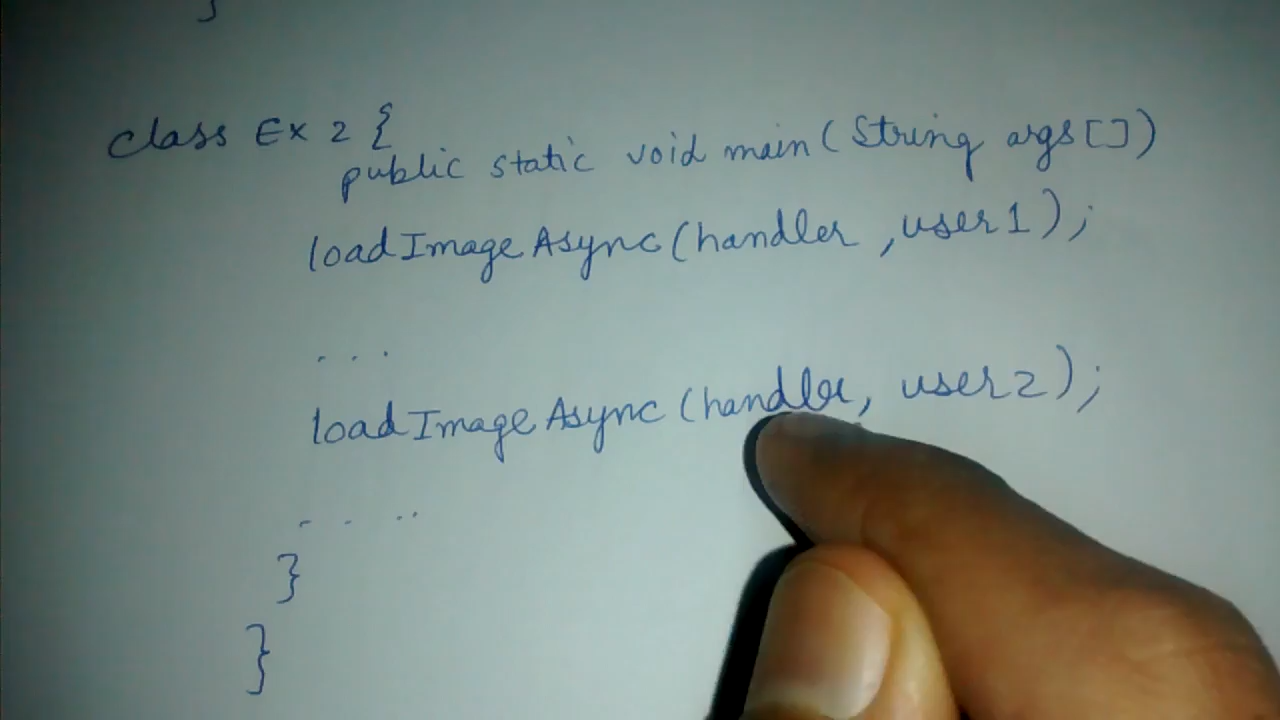 }
class Ex 2 {
public static void main(String args[])
loadImageAsync(handler ,user1);
...
loadImageAsync(handler, user2);
....
}
}